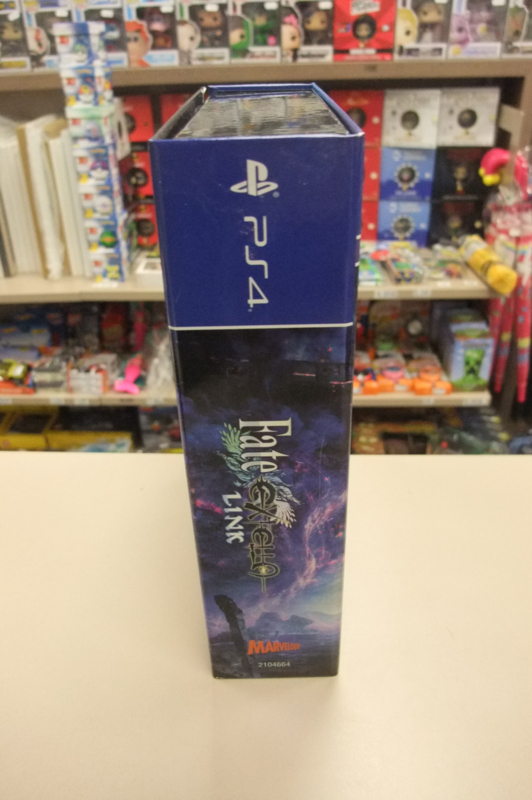 PS4
Fate
EXTELLA
LINK
MARVELOUS
2104664